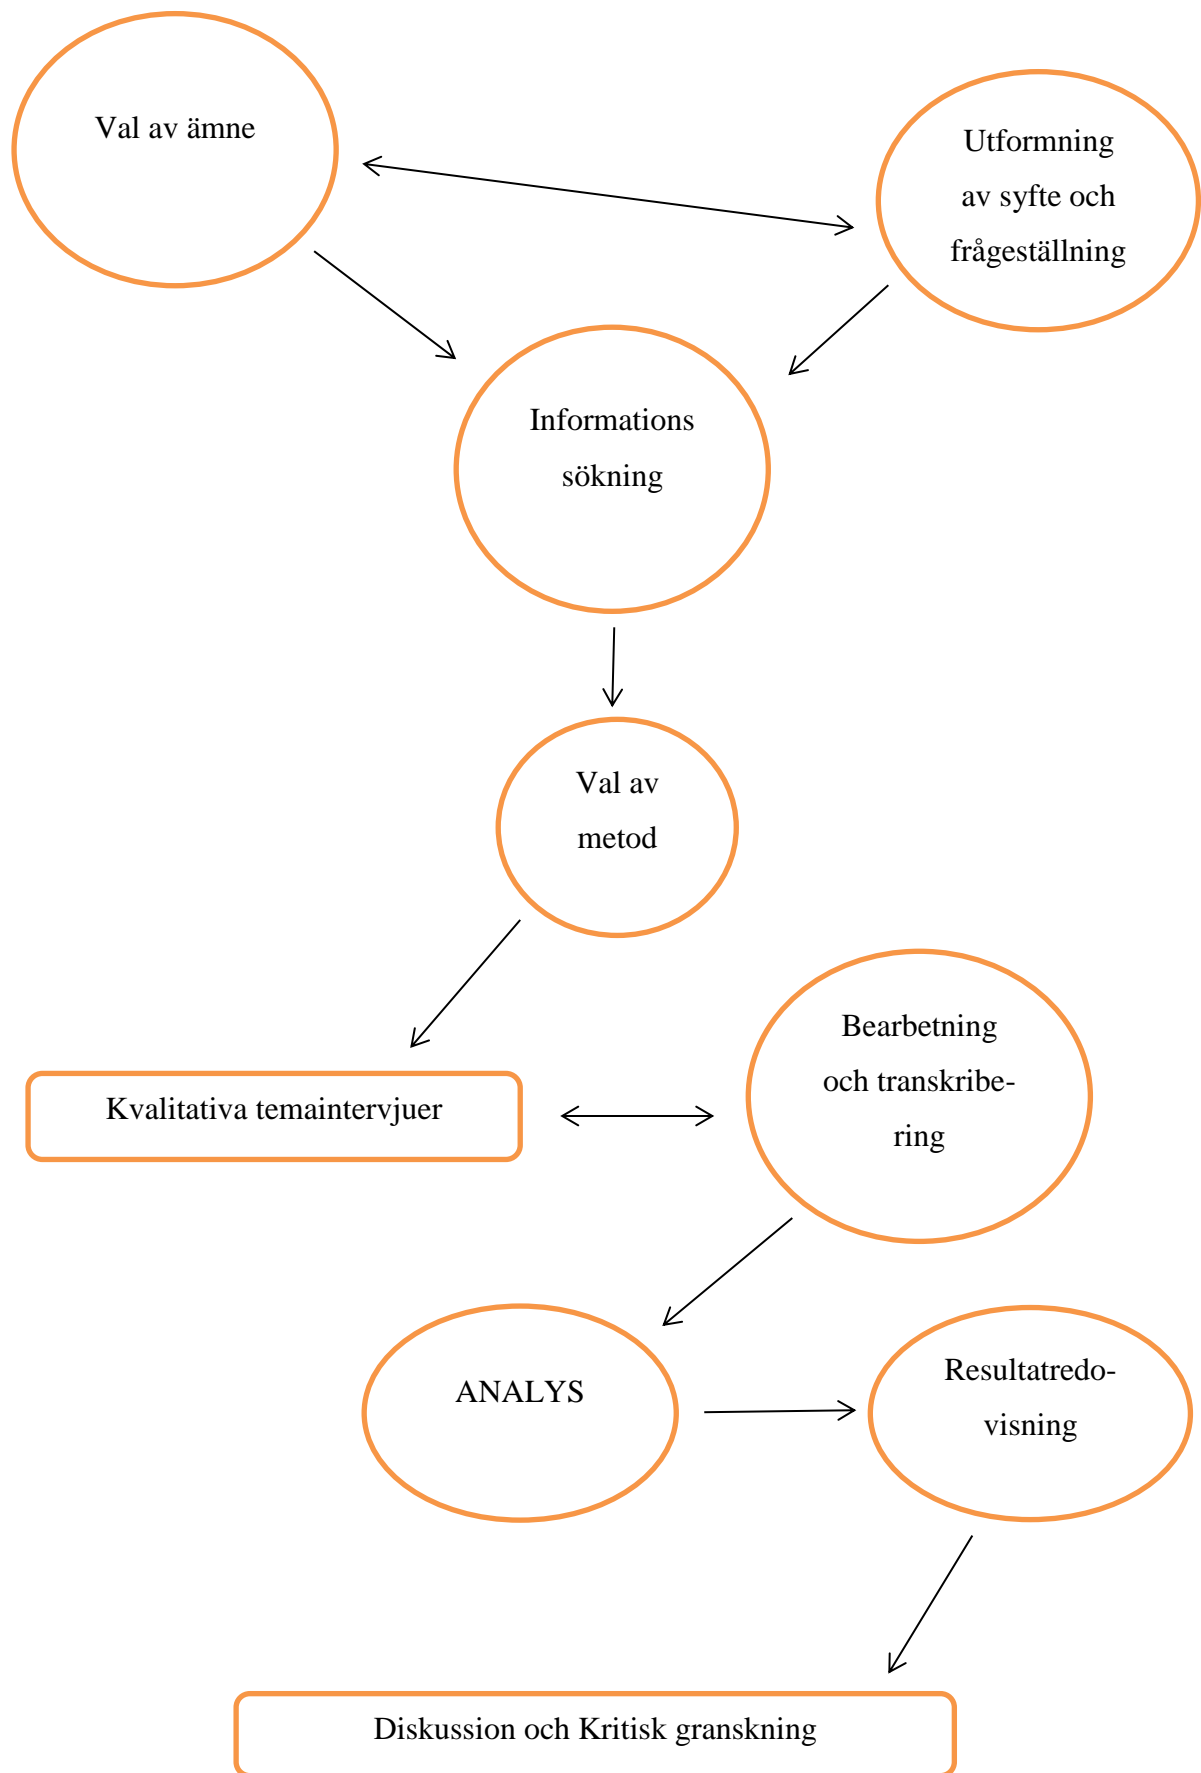 Val av ämne
Utformning
av syfte och
frågeställning
Informations
sökning
Val av
metod
Kvalitativa temaintervjuer
Bearbetning
och transkribe-
ring
ANALYS
Resultatredo-
visning
Diskussion och Kritisk granskning